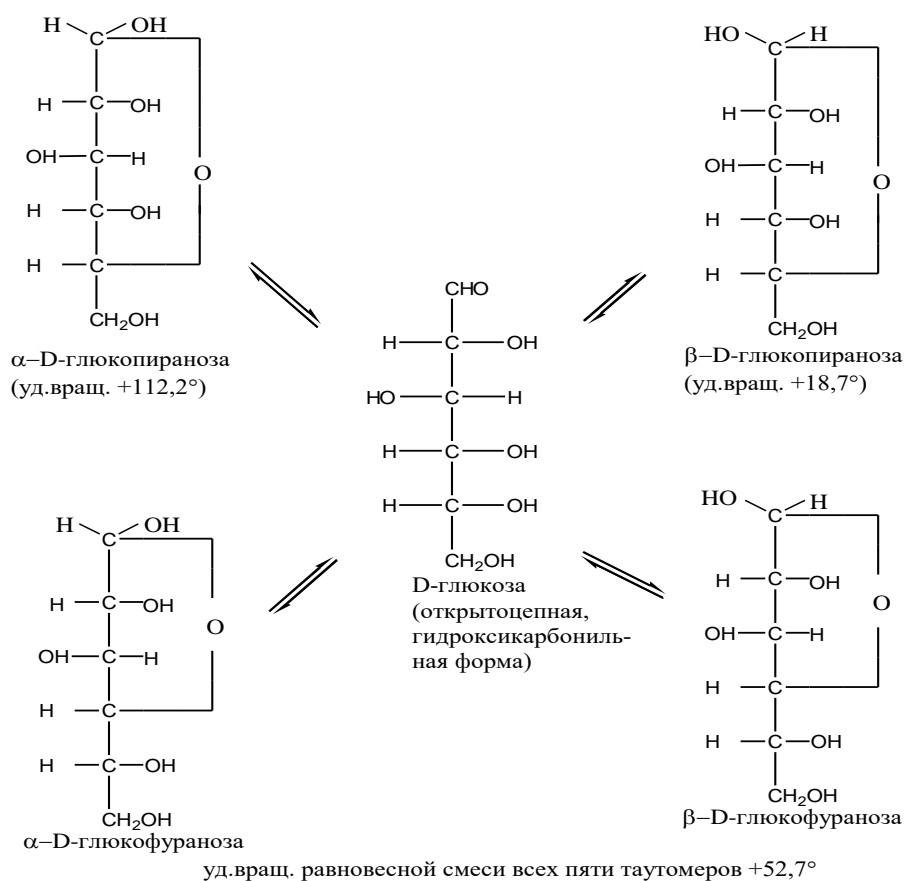 H OH
C
H C OH
OH C H
O
H C OH
H C
CH2OH
α–D-глюкопираноза
(уд.вращ. +112,2°)
HO H
C
H C OH
OH C H
O
H C OH
H C
CH2OH
β–D-глюкопираноза
(уд.вращ. +18,7°)
CHO
H C OH
HO C H
H C OH
H C OH
CH2OH
D-глюкоза
(открытоцепная,
гидроксикарбониль-
ная форма)
H OH
C
H C OH
O
OH C H
H C
H C OH
CH2OH
α–D-глюкофураноза
HO H
C
H C OH
O
OH C H
H C
H C OH
CH2OH
β–D-глюкофураноза
уд.вращ. равновесной смеси всех пяти таутомеров +52,7°